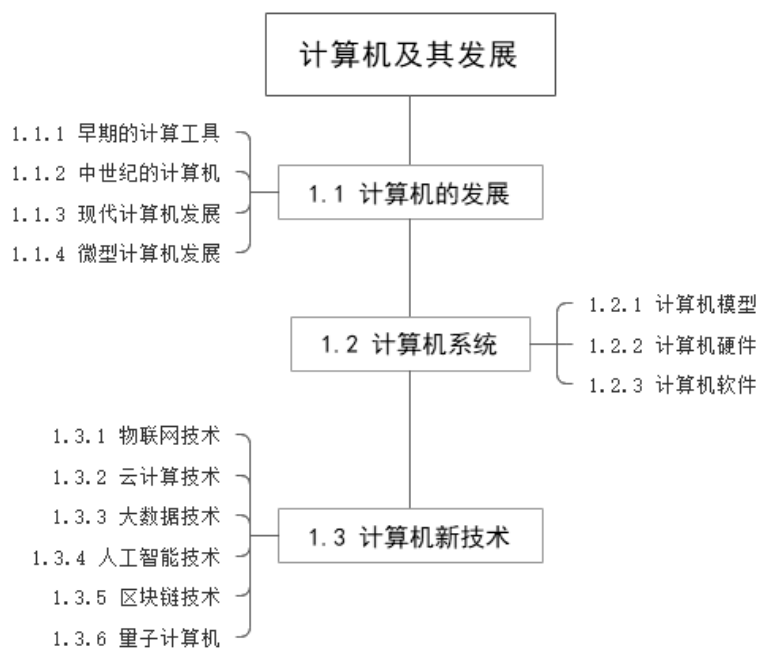 计算机及其发展
1.1.1 早期的计算工具
1.1.2 中世纪的计算机
1.1.3 现代计算机发展
1.1.4 微型计算机发展
1.1 计算机的发展
1.2 计算机系统
1.2.1 计算机模型
1.2.2 计算机硬件
1.2.3 计算机软件
1.3.1 物联网技术
1.3.2 云计算技术
1.3.3 大数据技术
1.3.4 人工智能技术
1.3.5 区块链技术
1.3.6 量子计算机
1.3 计算机新技术